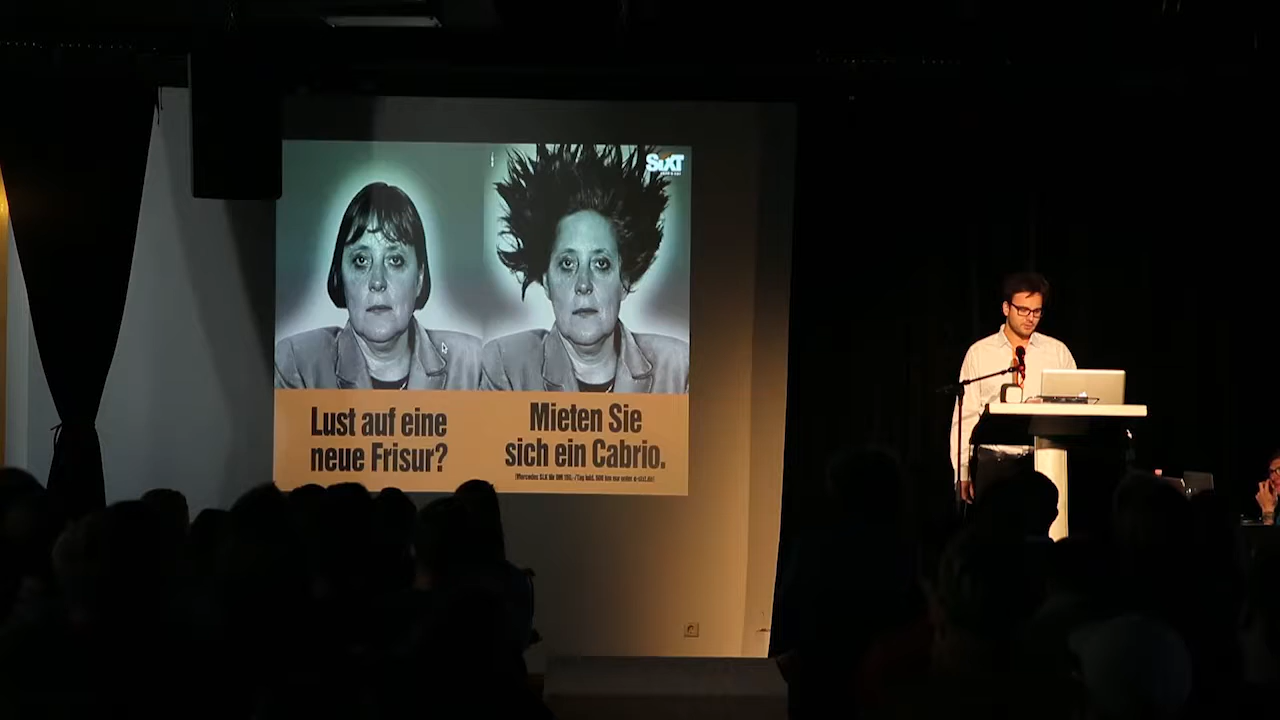 SIXT
Lust auf eine
neue Frisur?
Mieten Sie
sich ein Cabrio.